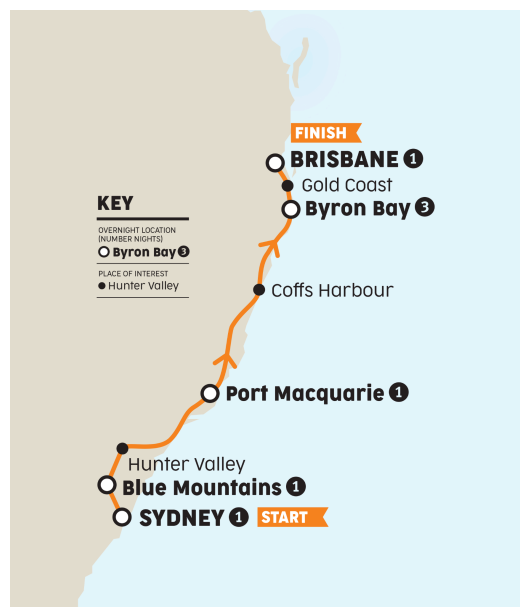 FINISH
BRISBANE 1
Gold Coast
Byron Bay 3
KEY
OVERNIGHT LOCATION
(NUMBER NIGHTS)
Byron Bay 3
PLACE OF INTEREST
Hunter Valley
Coffs Harbour
Port Macquarie 1
Hunter Valley
Blue Mountains 1
SYDNEY 1 START